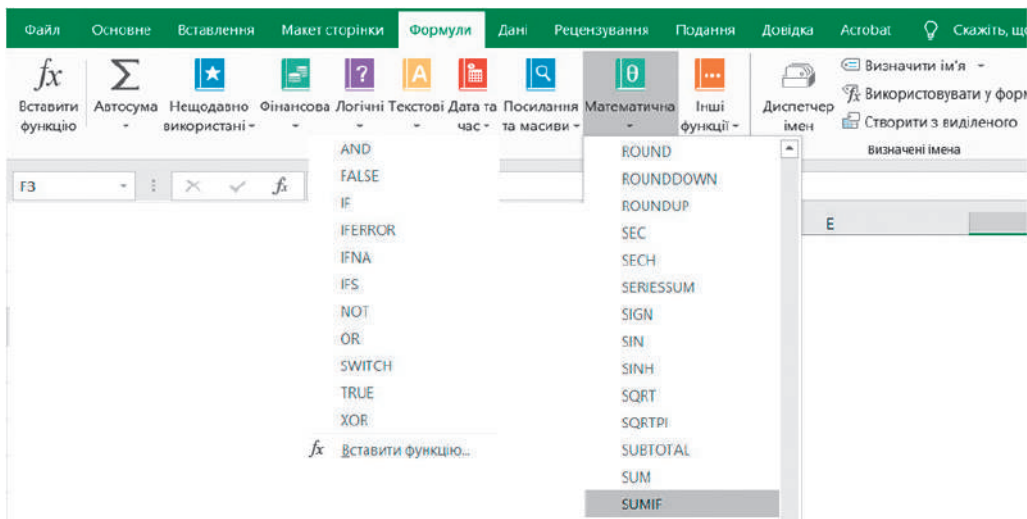 Файл Основне Вставлення Макет сторінки Формули Дані Рецензування Подання Довідка Acrobat Скажіть, що
fx Σ ? A θ
Вставити функцію
Автосума
Нещодавно використані
Фінансова
Логічні
Текстові
Дата та час
Посилання та масиви
Математична
Інші функції
Диспетчер імен
Визначити ім'я
Використовувати у фор
Створити з виділеного
Визначені імена
F3 fx
E
AND
FALSE
IF
IFERROR
IFNA
IFS
NOT
OR
SWITCH
TRUE
XOR
fx Вставити функцію...
ROUND
ROUNDDOWN
ROUNDUP
SEC
SECH
SERIESSUM
SIGN
SIN
SINH
SQRT
SQRTPI
SUBTOTAL
SUM
SUMIF